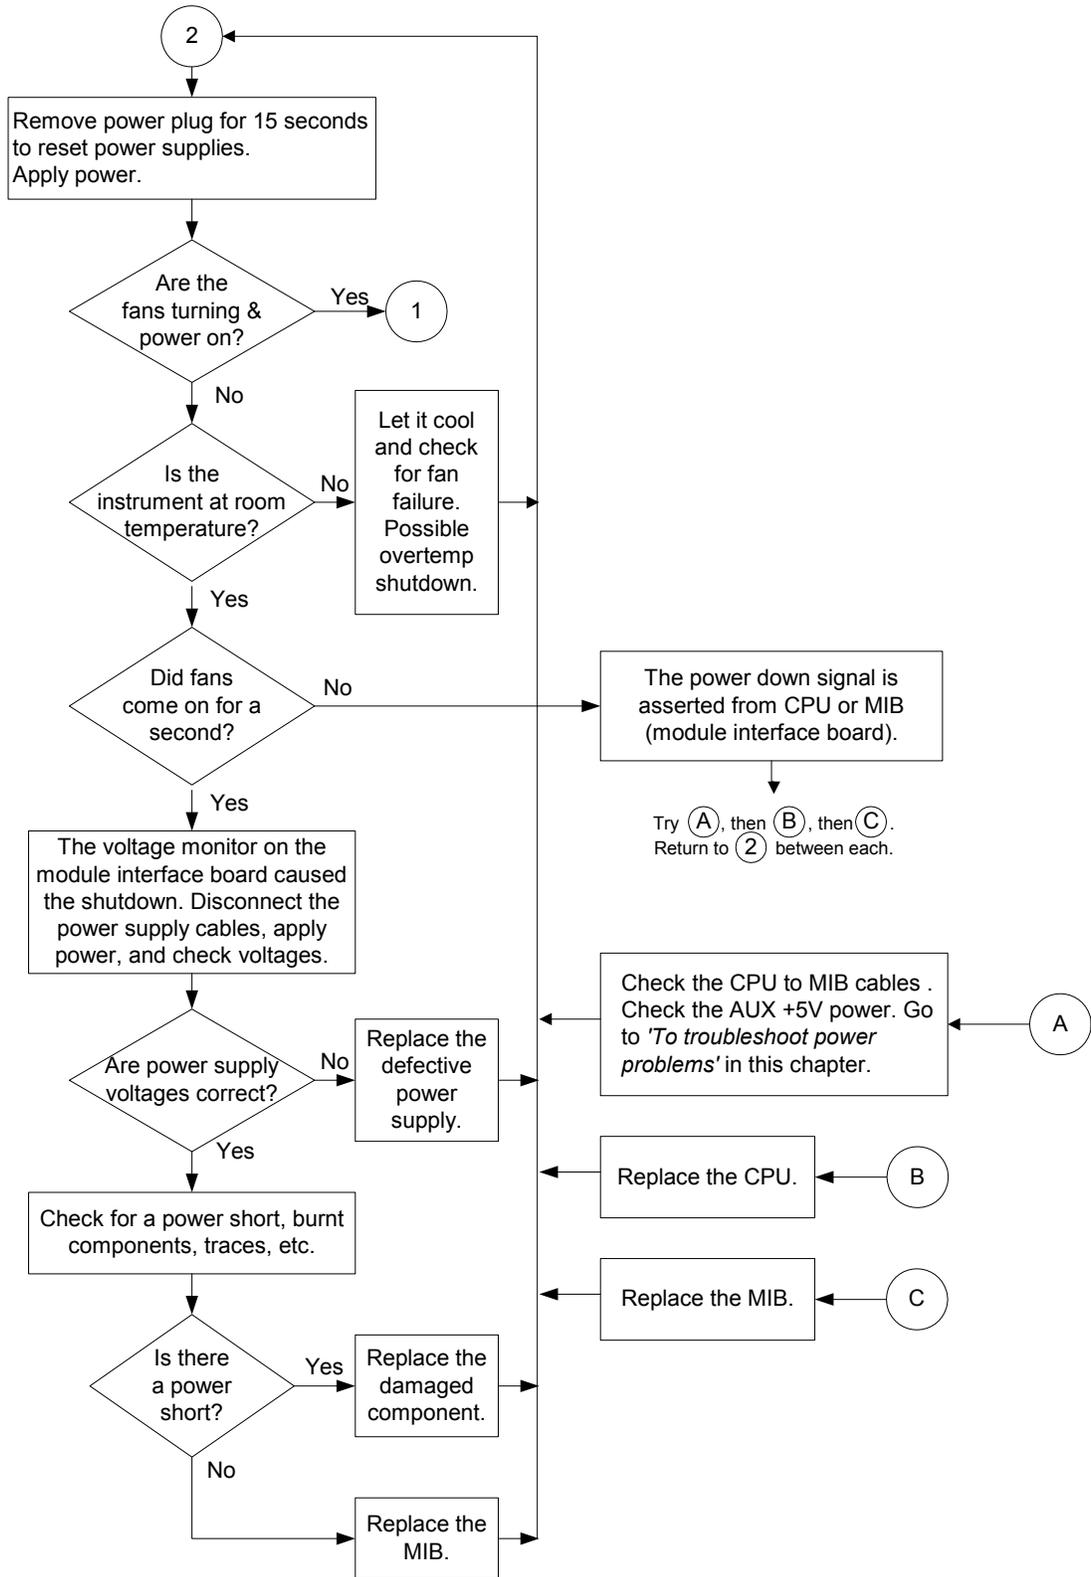 2
Remove power plug for 15 seconds
to reset power supplies.
Apply power.
Are the
fans turning &
power on?
Yes
1
No
Is the
instrument at room
temperature?
No
Let it cool
and check
for fan
failure.
Possible
overtemp
shutdown.
Yes
Did fans
come on for a
second?
No
The power down signal is
asserted from CPU or MIB
(module interface board).
Try A, then B, then C.
Return to 2 between each.
Yes
The voltage monitor on the
module interface board caused
the shutdown. Disconnect the
power supply cables, apply
power, and check voltages.
Check the CPU to MIB cables .
Check the AUX +5V power. Go
to 'To troubleshoot power
problems' in this chapter.
A
Are power supply
voltages correct?
No
Replace the
defective
power
supply.
Yes
Replace the CPU.
B
Check for a power short, burnt
components, traces, etc.
Replace the MIB.
C
Is there
a power
short?
Yes
Replace the
damaged
component.
No
Replace the
MIB.